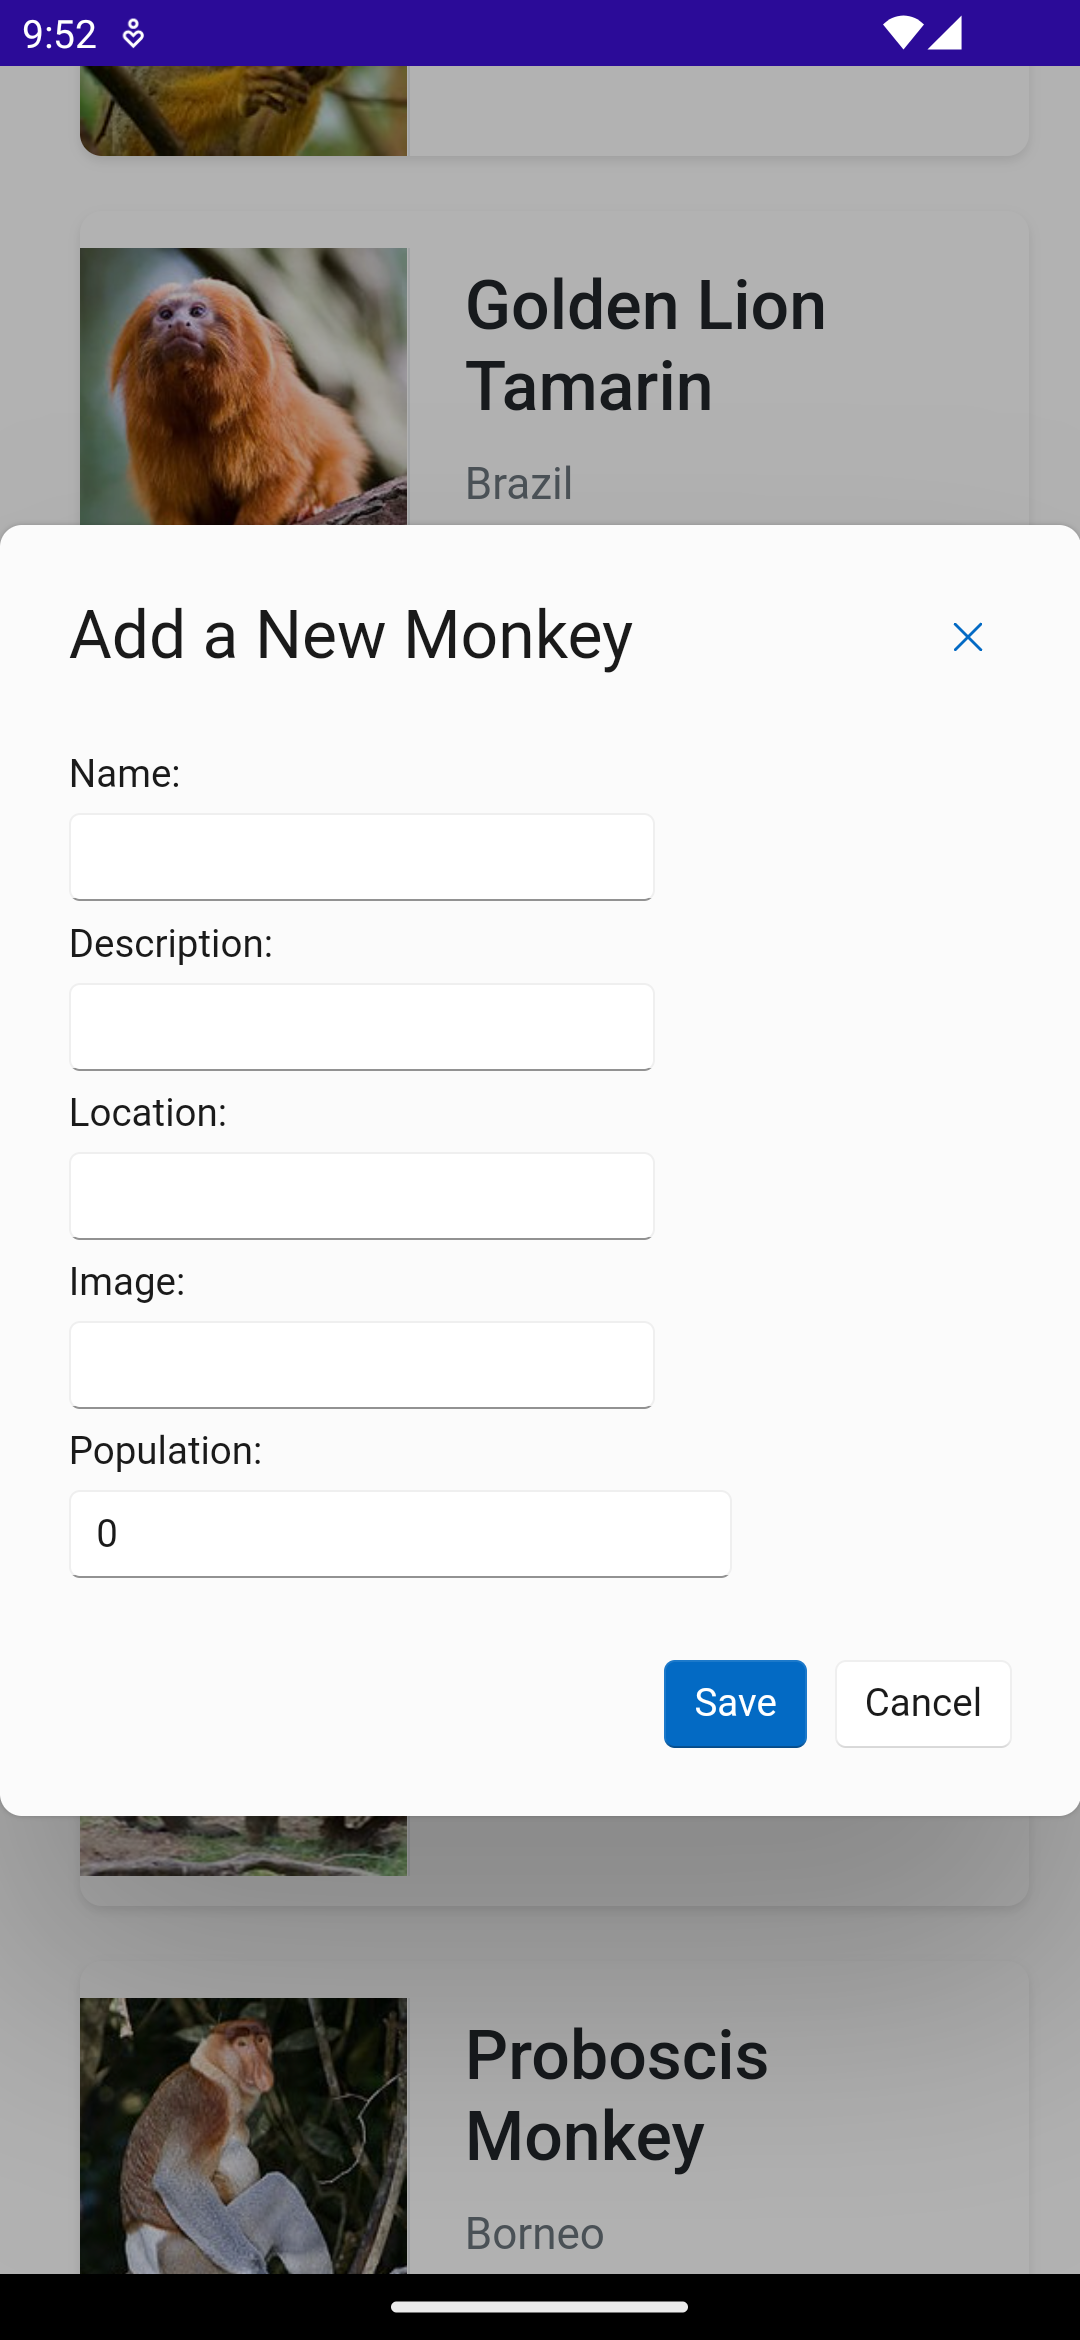 9:52
Golden Lion
Tamarin
Brazil
Add a New Monkey
Name:
Description:
Location:
Image:
Population:
0
Save
Cancel
Proboscis
Monkey
Borneo